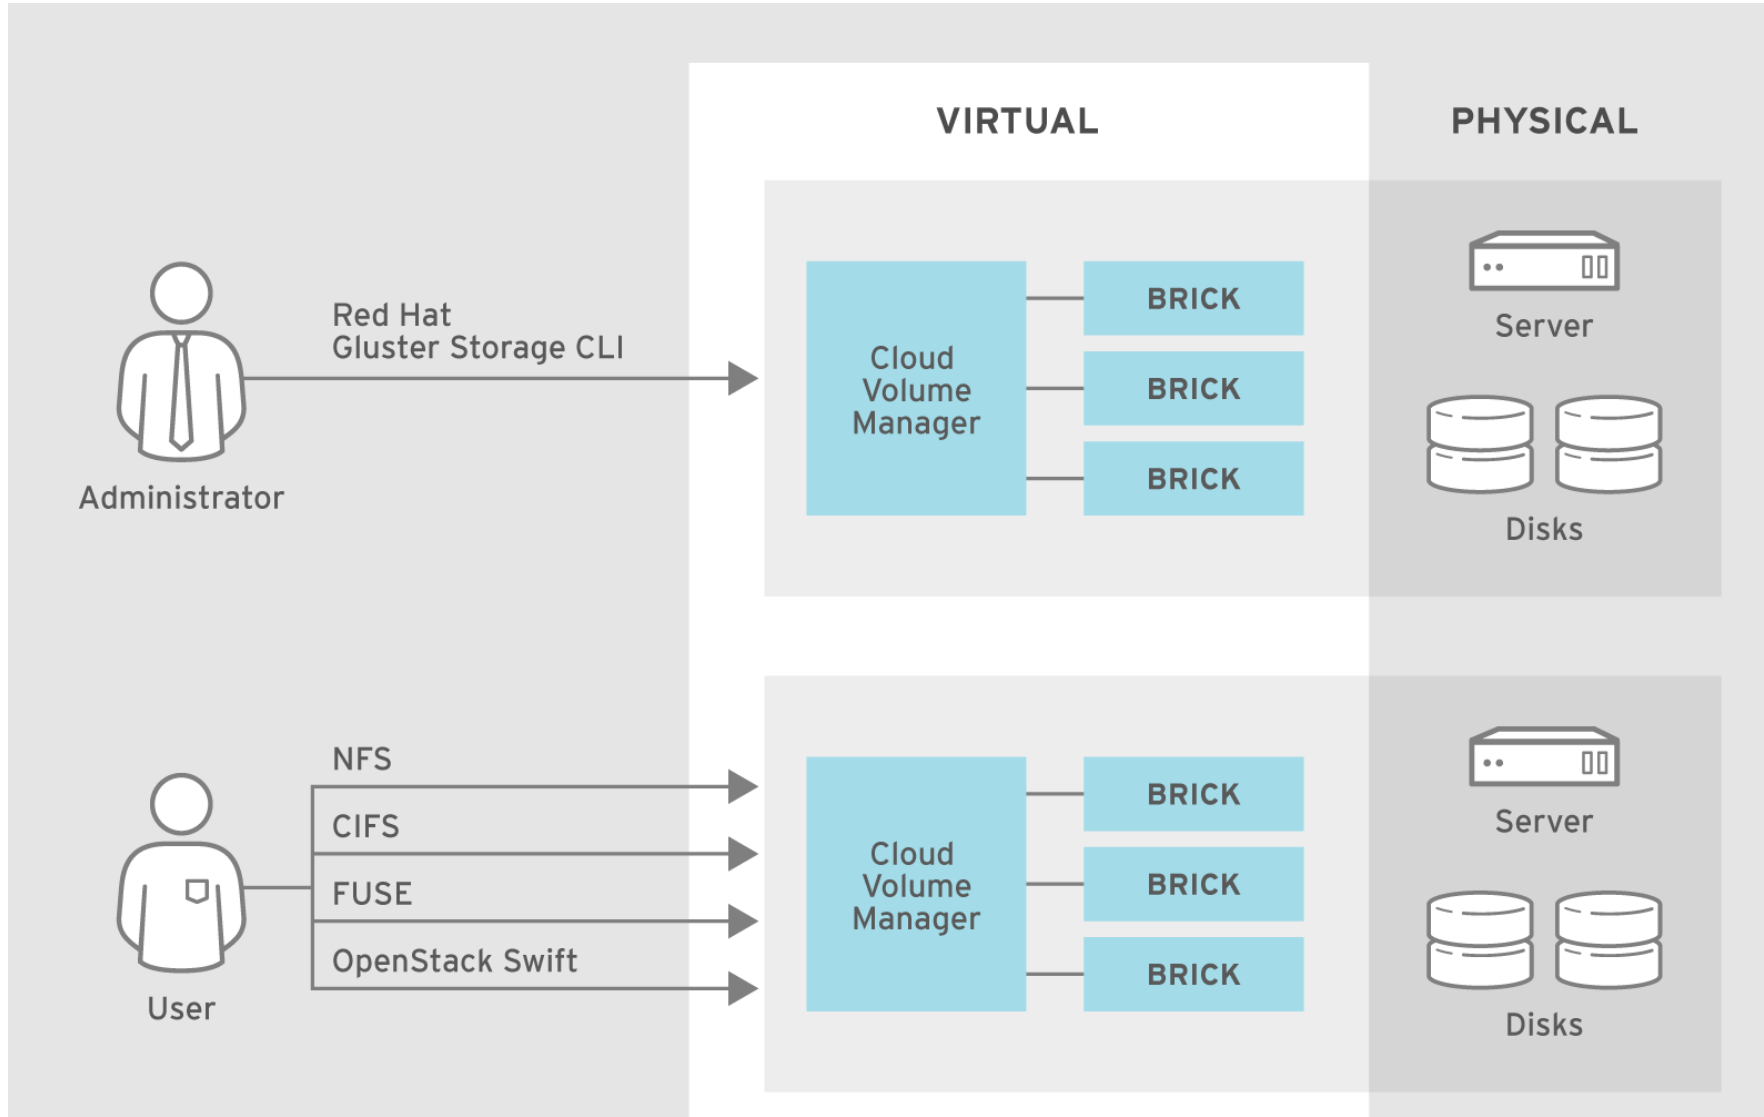 VIRTUAL
PHYSICAL
Red Hat
Gluster Storage CLI
Administrator
Cloud
Volume
Manager
BRICK
BRICK
BRICK
Server
Disks
NFS
CIFS
FUSE
OpenStack Swift
User
Cloud
Volume
Manager
BRICK
BRICK
BRICK
Server
Disks